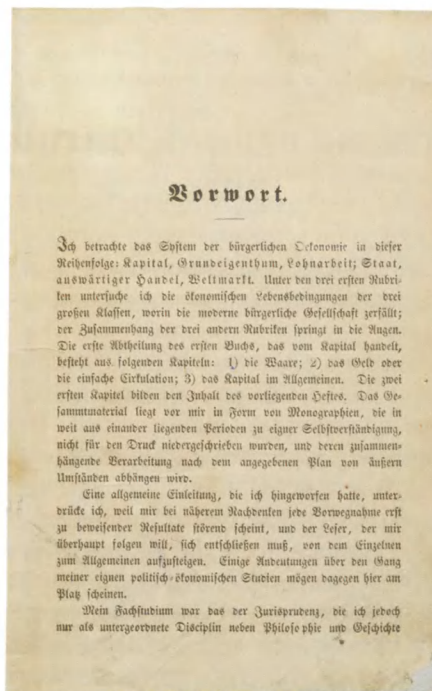 Vorwort.
Ich betrachte das System der bürgerlichen Oekonomie in dieser
Reihenfolge: Kapital, Grundeigenthum, Lohnarbeit; Staat,
auswärtiger Handel, Weltmarkt. Unter den drei ersten Rubri-
ken untersuche ich die ökonomischen Lebensbedingungen der drei
großen Klassen, worin die moderne bürgerliche Gesellschaft zerfällt;
der Zusammenhang der drei andern Rubriken springt in die Augen.
Die erste Abtheilung des ersten Buchs, das vom Kapital handelt,
besteht aus folgenden Kapiteln: 1) die Waare; 2) das Geld oder
die einfache Cirkulation; 3) das Kapital im Allgemeinen. Die zwei
ersten Kapitel bilden den Inhalt des vorliegenden Heftes. Das Ge-
sammtmaterial liegt vor mir in Form von Monographien, die in
weit aus einander liegenden Perioden zu eigner Selbstverständigung,
nicht für den Druck niedergeschrieben wurden, und deren zusammen-
hängende Verarbeitung nach dem angegebenen Plan von äußern
Umständen abhängen wird.
Eine allgemeine Einleitung, die ich hingeworfen hatte, unter-
drücke ich, weil mir bei näherem Nachdenken jede Vorwegnahme erst
zu beweisender Resultate störend scheint, und der Leser, der mir
überhaupt folgen will, sich entschließen muß, von dem Einzelnen
zum Allgemeinen aufzusteigen. Einige Andeutungen über den Gang
meiner eignen politisch-ökonomischen Studien mögen dagegen hier am
Platz scheinen.
Mein Fachstudium war das der Jurisprudenz, die ich jedoch
nur als untergeordnete Disciplin neben Philosophie und Geschichte